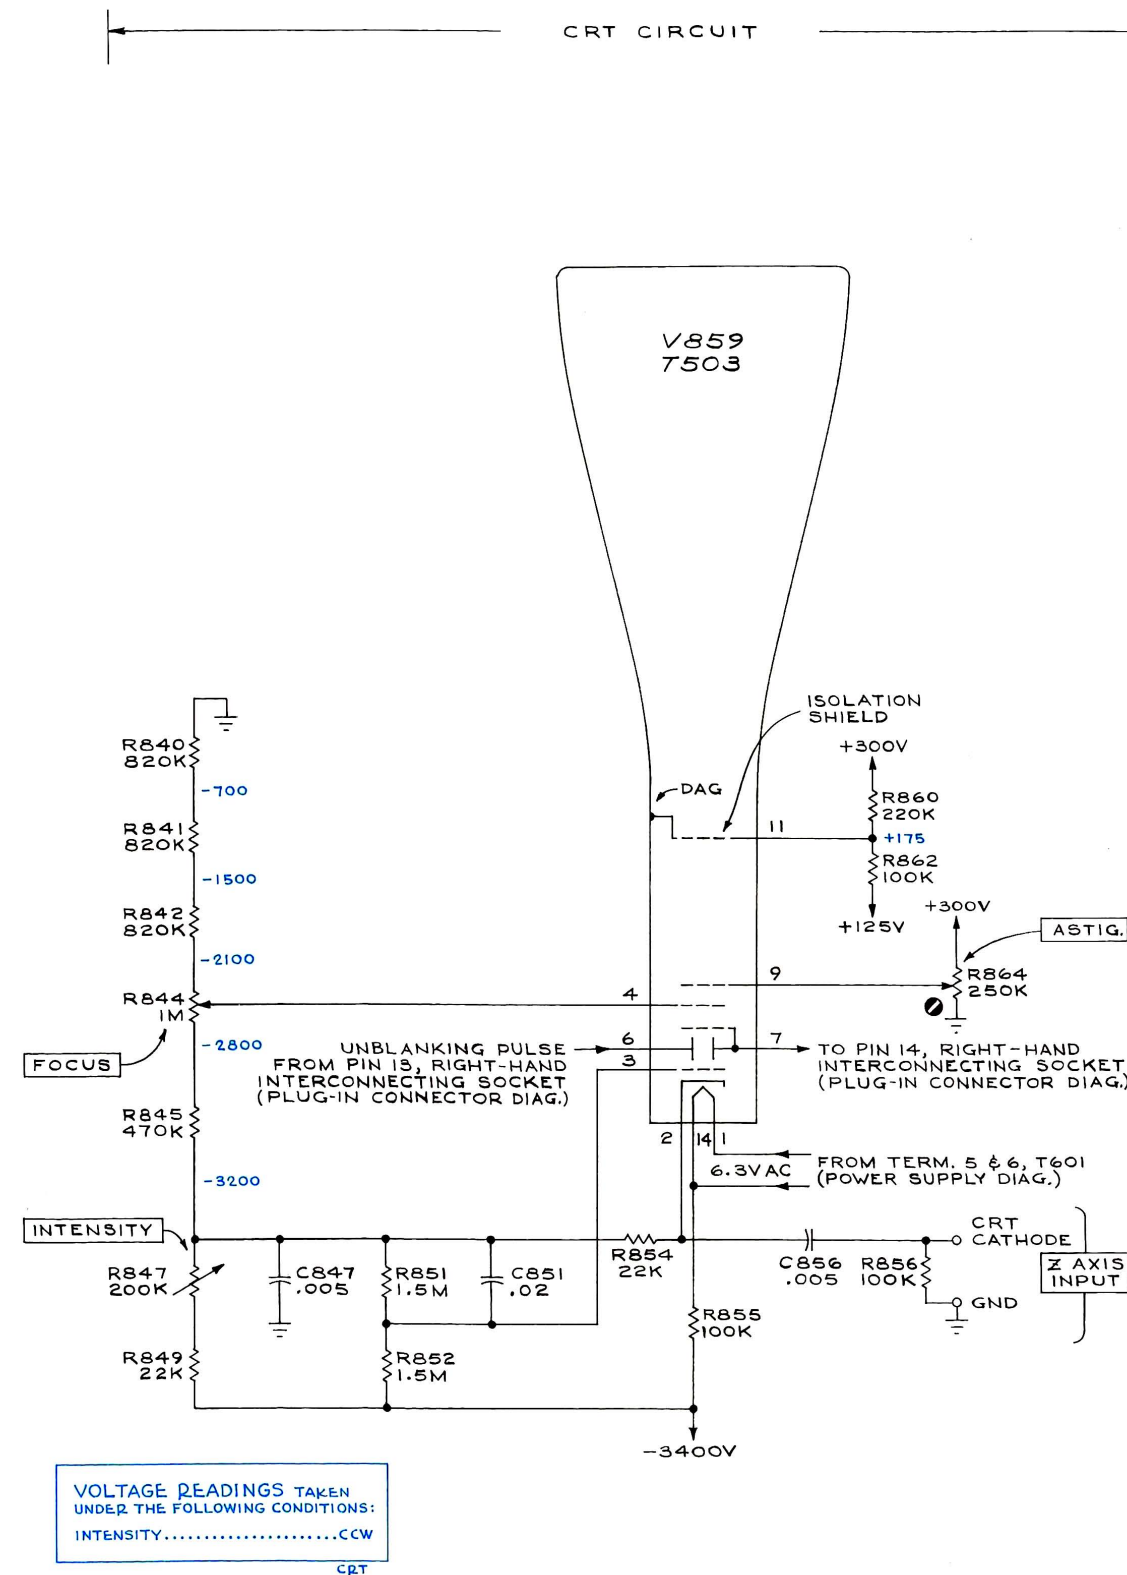 CRT CIRCUIT
V859
T503
ISOLATION
SHIELD
+300V
R840
820K
-700
DAG
R860
220K
11
+175
R841
820K
R862
100K
-1500
+300V
R842
820K
+125V
ASTIG.
-2100
9
R864
250K
4
R844
1M
-2800
6
7
UNBLANKING PULSE
FROM PIN 13, RIGHT-HAND
INTERCONNECTING SOCKET
(PLUG-IN CONNECTOR DIAG.)
3
TO PIN 14, RIGHT-HAND
INTERCONNECTING SOCKET
(PLUG-IN CONNECTOR DIAG.)
FOCUS
R845
470K
2
14
1
6.3V AC
FROM TERM. 5 & 6, T601
(POWER SUPPLY DIAG.)
-3200
INTENSITY
CRT
CATHODE
R847
200K
C847
.005
R851
1.5M
C851
.02
R854
22K
C856
.005
R856
100K
Z AXIS
INPUT
GND
R855
100K
R849
22K
R852
1.5M
-3400V
VOLTAGE READINGS TAKEN
UNDER THE FOLLOWING CONDITIONS:
INTENSITY.....................CCW
CRT